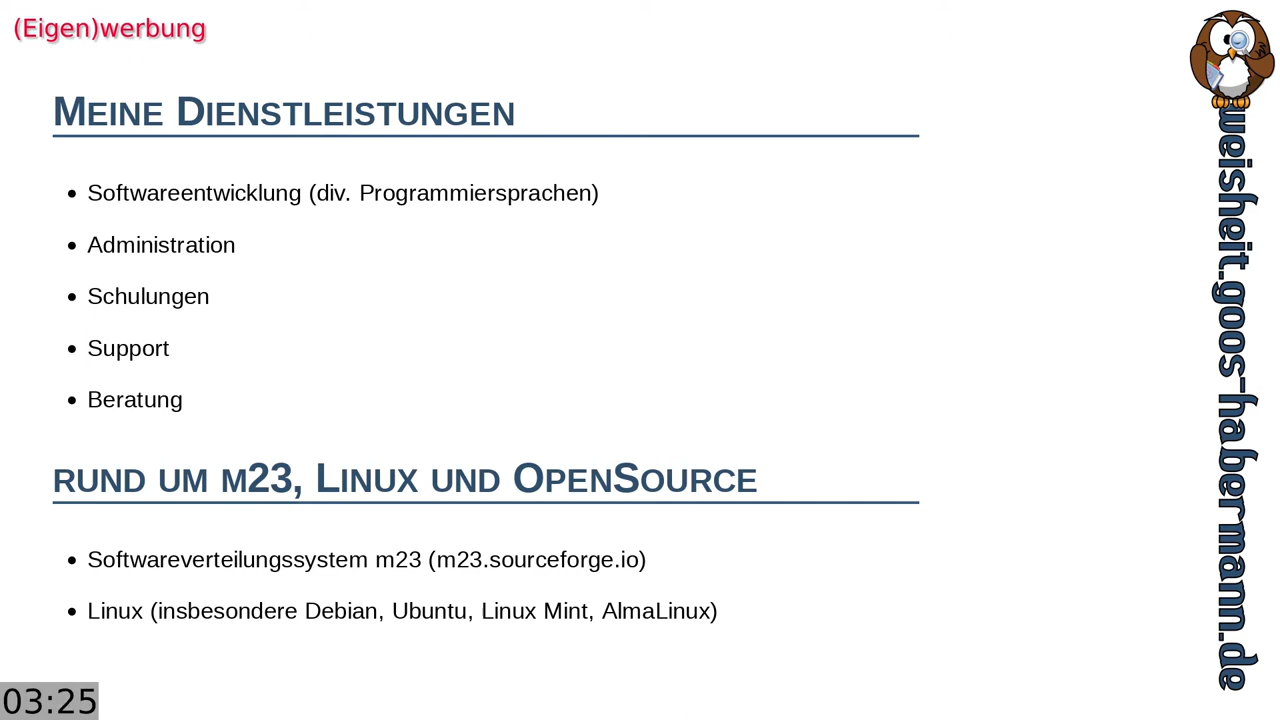 (Eigen)werbung
MEINE DIENSTLEISTUNGEN
Softwareentwicklung (div. Programmiersprachen)
Administration
Schulungen
Support
Beratung
RUND UM M23, LINUX UND OPENSOURCE
Softwareverteilungssystem m23 (m23.sourceforge.io)
Linux (insbesondere Debian, Ubuntu, Linux Mint, AlmaLinux)
03:25
weisheit.goos-habermann.de